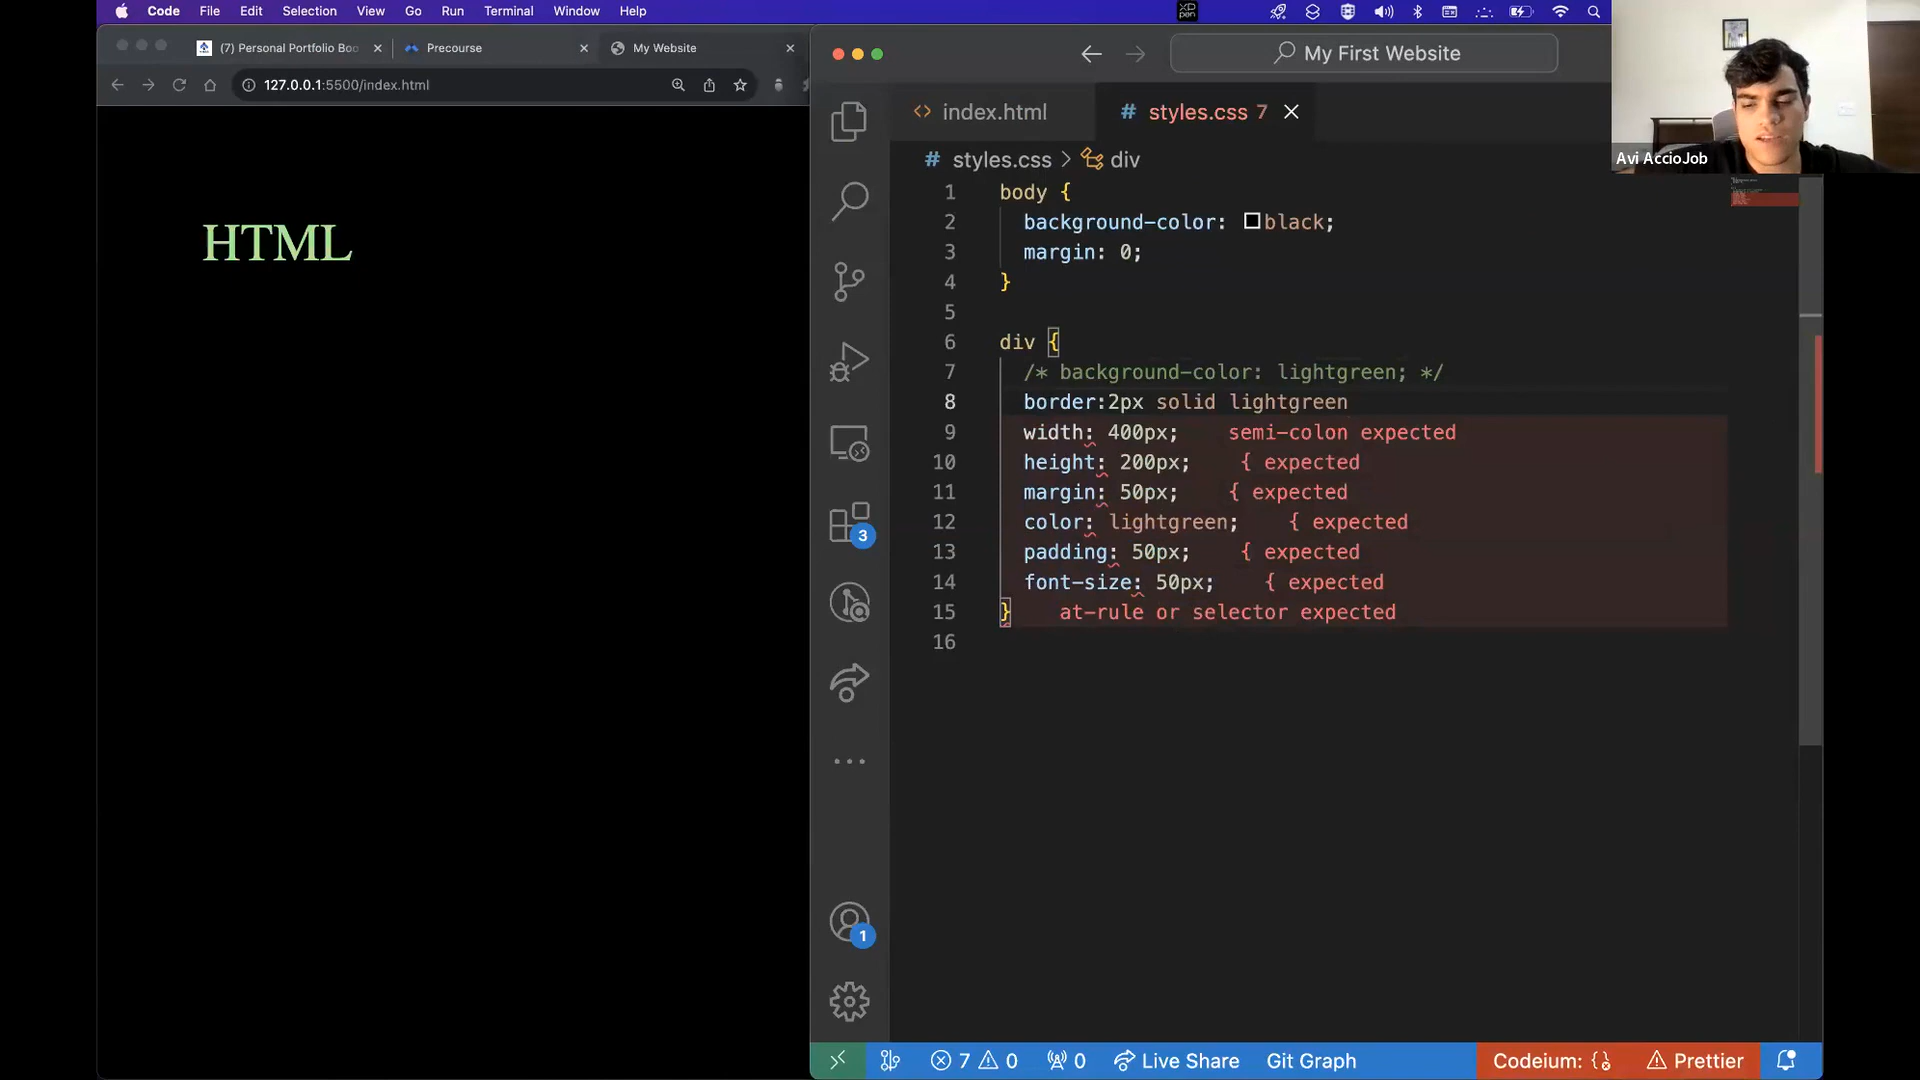 Code File Edit Selection View Go Run Terminal Window Help
XP
pen
(7) Personal Portfolio Boo
Precourse
My Website
127.0.0.1:5500/index.html
HTML
My First Website
index.html
# styles.css 7
# styles.css > div
1 body {
2 background-color: black;
3 margin: 0;
4 }
5
6 div {
7 /* background-color: lightgreen; */
8 border:2px solid lightgreen
9 width: 400px; semi-colon expected
10 height: 200px; { expected
11 margin: 50px; { expected
12 color: lightgreen; { expected
13 padding: 50px; { expected
14 font-size: 50px; { expected
15 } at-rule or selector expected
16
3
1
7 0 0 Live Share Git Graph
Codeium: {} Prettier
Avi AccioJob